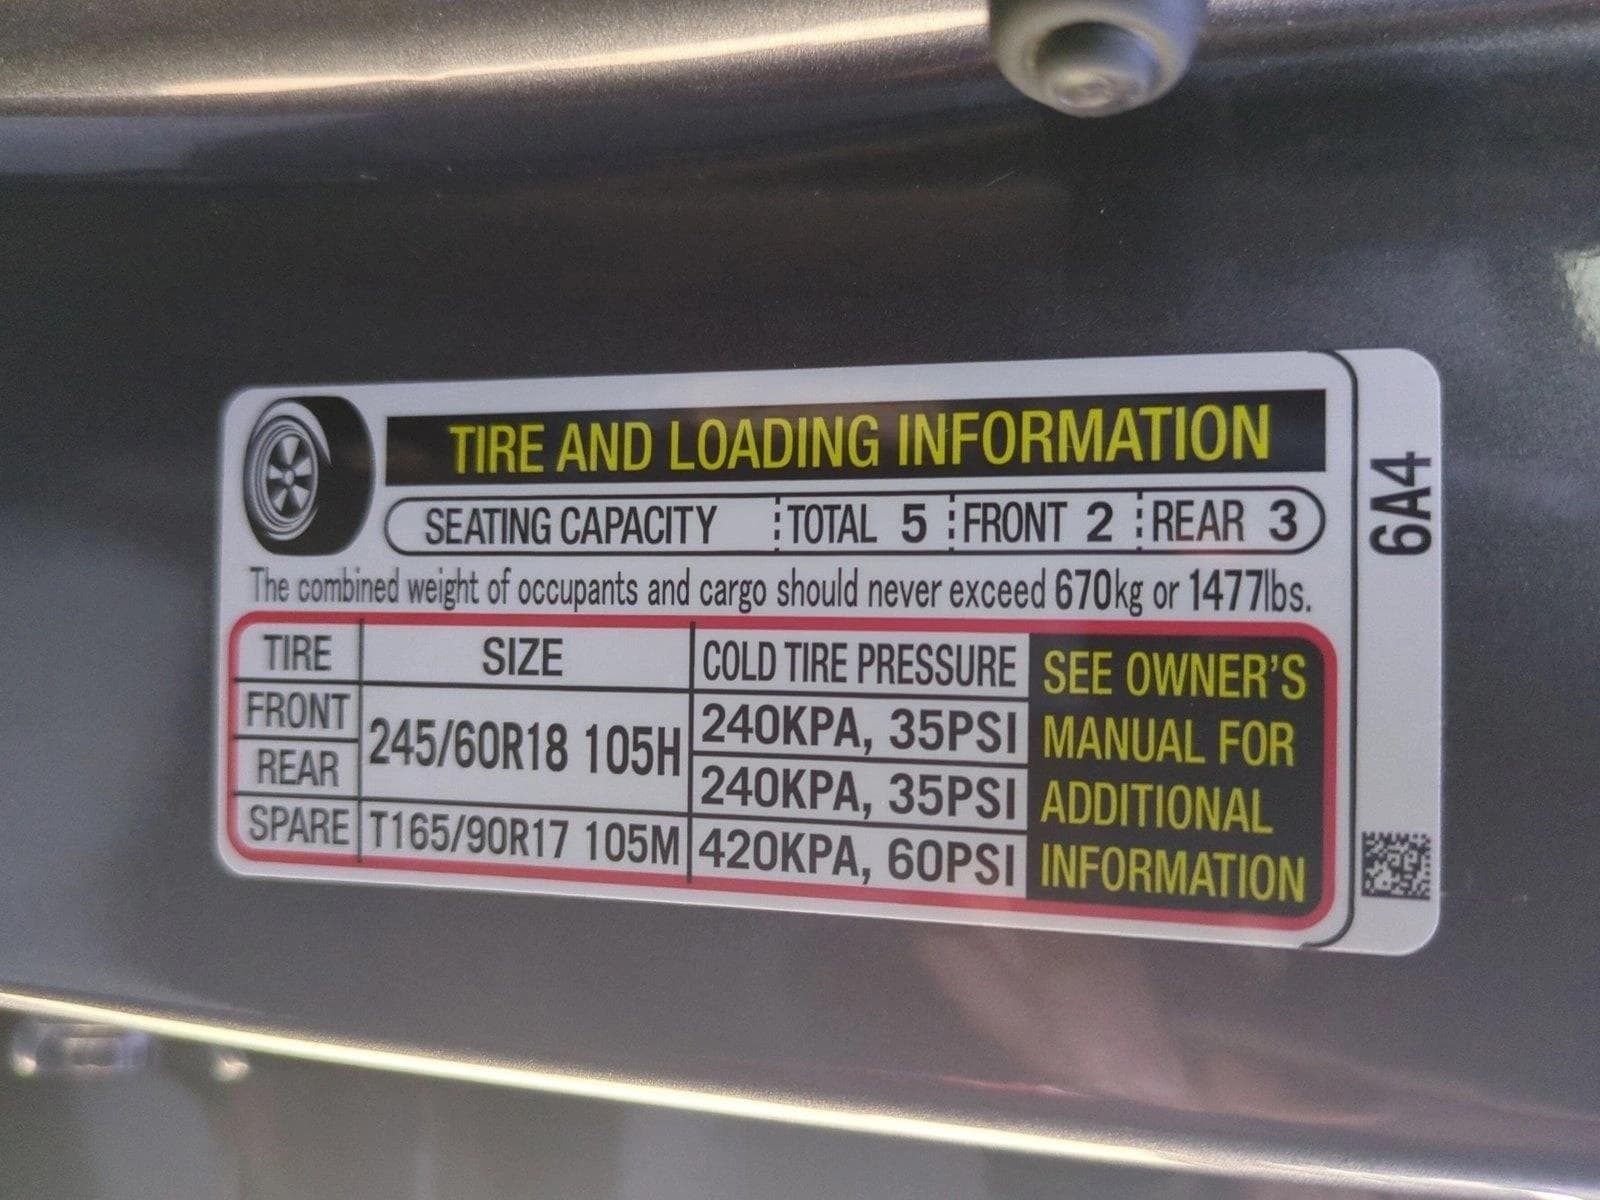 TIRE AND LOADING INFORMATION
SEATING CAPACITY TOTAL 5 FRONT 2 REAR 3
The combined weight of occupants and cargo should never exceed 670kg or 1477lbs.
TIRE SIZE COLD TIRE PRESSURE
FRONT 245/60R18 105H 240KPA, 35PSI
REAR 240KPA, 35PSI
SPARE T165/90R17 105M 420KPA, 60PSI
SEE OWNER'S
MANUAL FOR
ADDITIONAL
INFORMATION
6A4